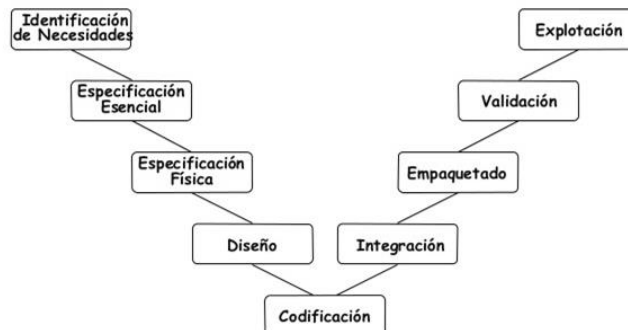 Identificación
de Necesidades
Explotación
Especificación
Esencial
Validación
Especificación
Física
Empaquetado
Diseño
Integración
Codificación